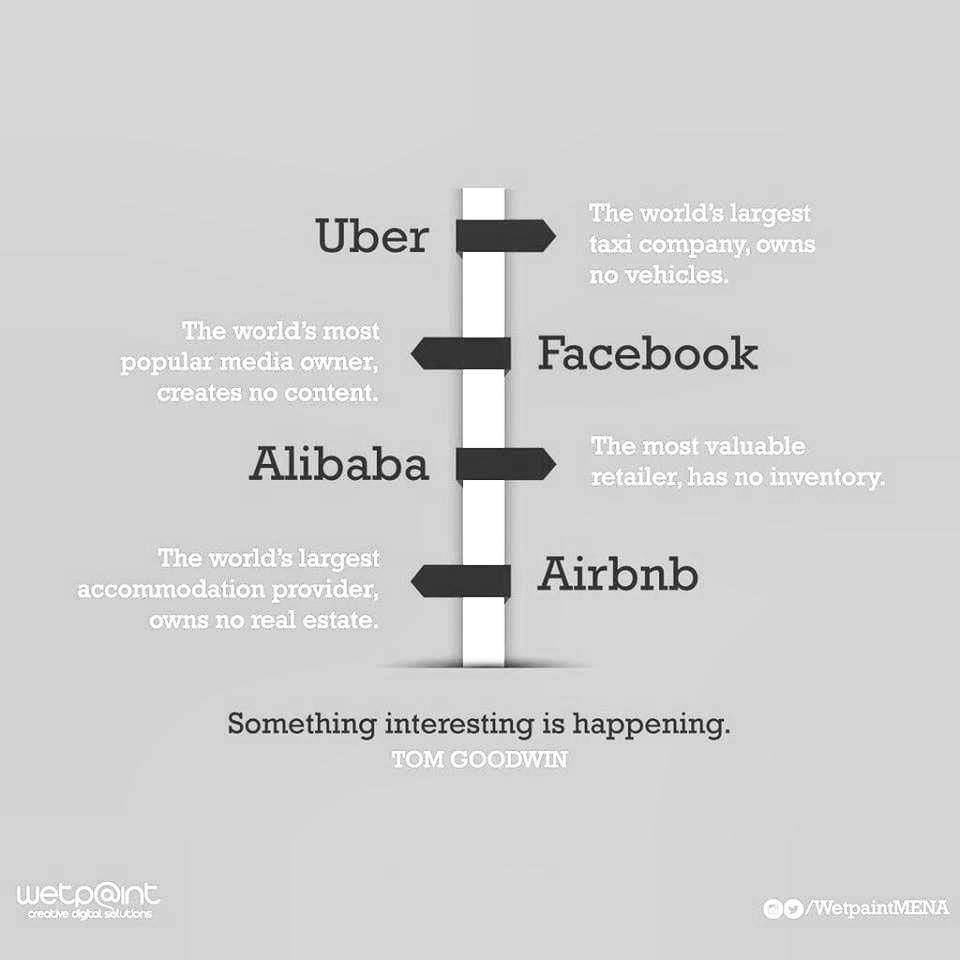 Uber
The world's largest
taxi company, owns
no vehicles.
The world's most
popular media owner,
creates no content.
Facebook
Alibaba
The most valuable
retailer, has no inventory.
The world's largest
accommodation provider,
owns no real estate.
Airbnb
Something interesting is happening.
TOM GOODWIN
wetp@int
creative digital solutions
/WetpaintMENA